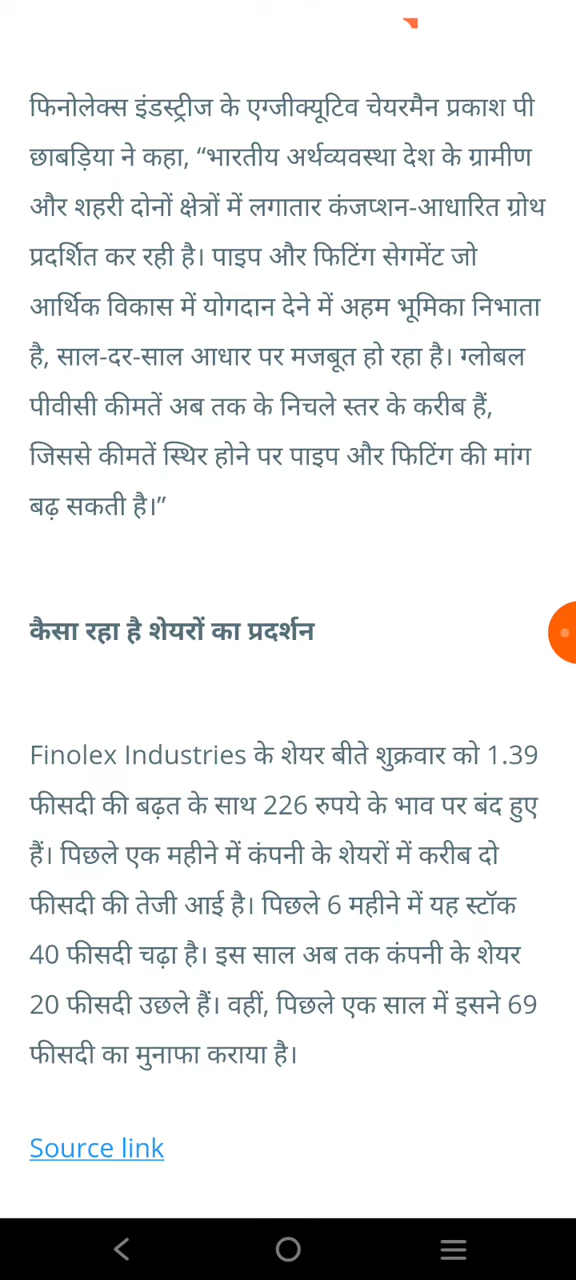 फिनोलेक्स इंडस्ट्रीज के एग्जीक्यूटिव चेयरमैन प्रकाश पी
छाबड़िया ने कहा, “भारतीय अर्थव्यवस्था देश के ग्रामीण
और शहरी दोनों क्षेत्रों में लगातार कंजप्शन-आधारित ग्रोथ
प्रदर्शित कर रही है। पाइप और फिटिंग सेगमेंट जो
आर्थिक विकास में योगदान देने में अहम भूमिका निभाता
है, साल-दर-साल आधार पर मजबूत हो रहा है। ग्लोबल
पीवीसी कीमतें अब तक के निचले स्तर के करीब हैं,
जिससे कीमतें स्थिर होने पर पाइप और फिटिंग की मांग
बढ़ सकती है।”
कैसा रहा है शेयरों का प्रदर्शन
Finolex Industries के शेयर बीते शुक्रवार को 1.39
फीसदी की बढ़त के साथ 226 रुपये के भाव पर बंद हुए
हैं। पिछले एक महीने में कंपनी के शेयरों में करीब दो
फीसदी की तेजी आई है। पिछले 6 महीने में यह स्टॉक
40 फीसदी चढ़ा है। इस साल अब तक कंपनी के शेयर
20 फीसदी उछले हैं। वहीं, पिछले एक साल में इसने 69
फीसदी का मुनाफा कराया है।
Source link